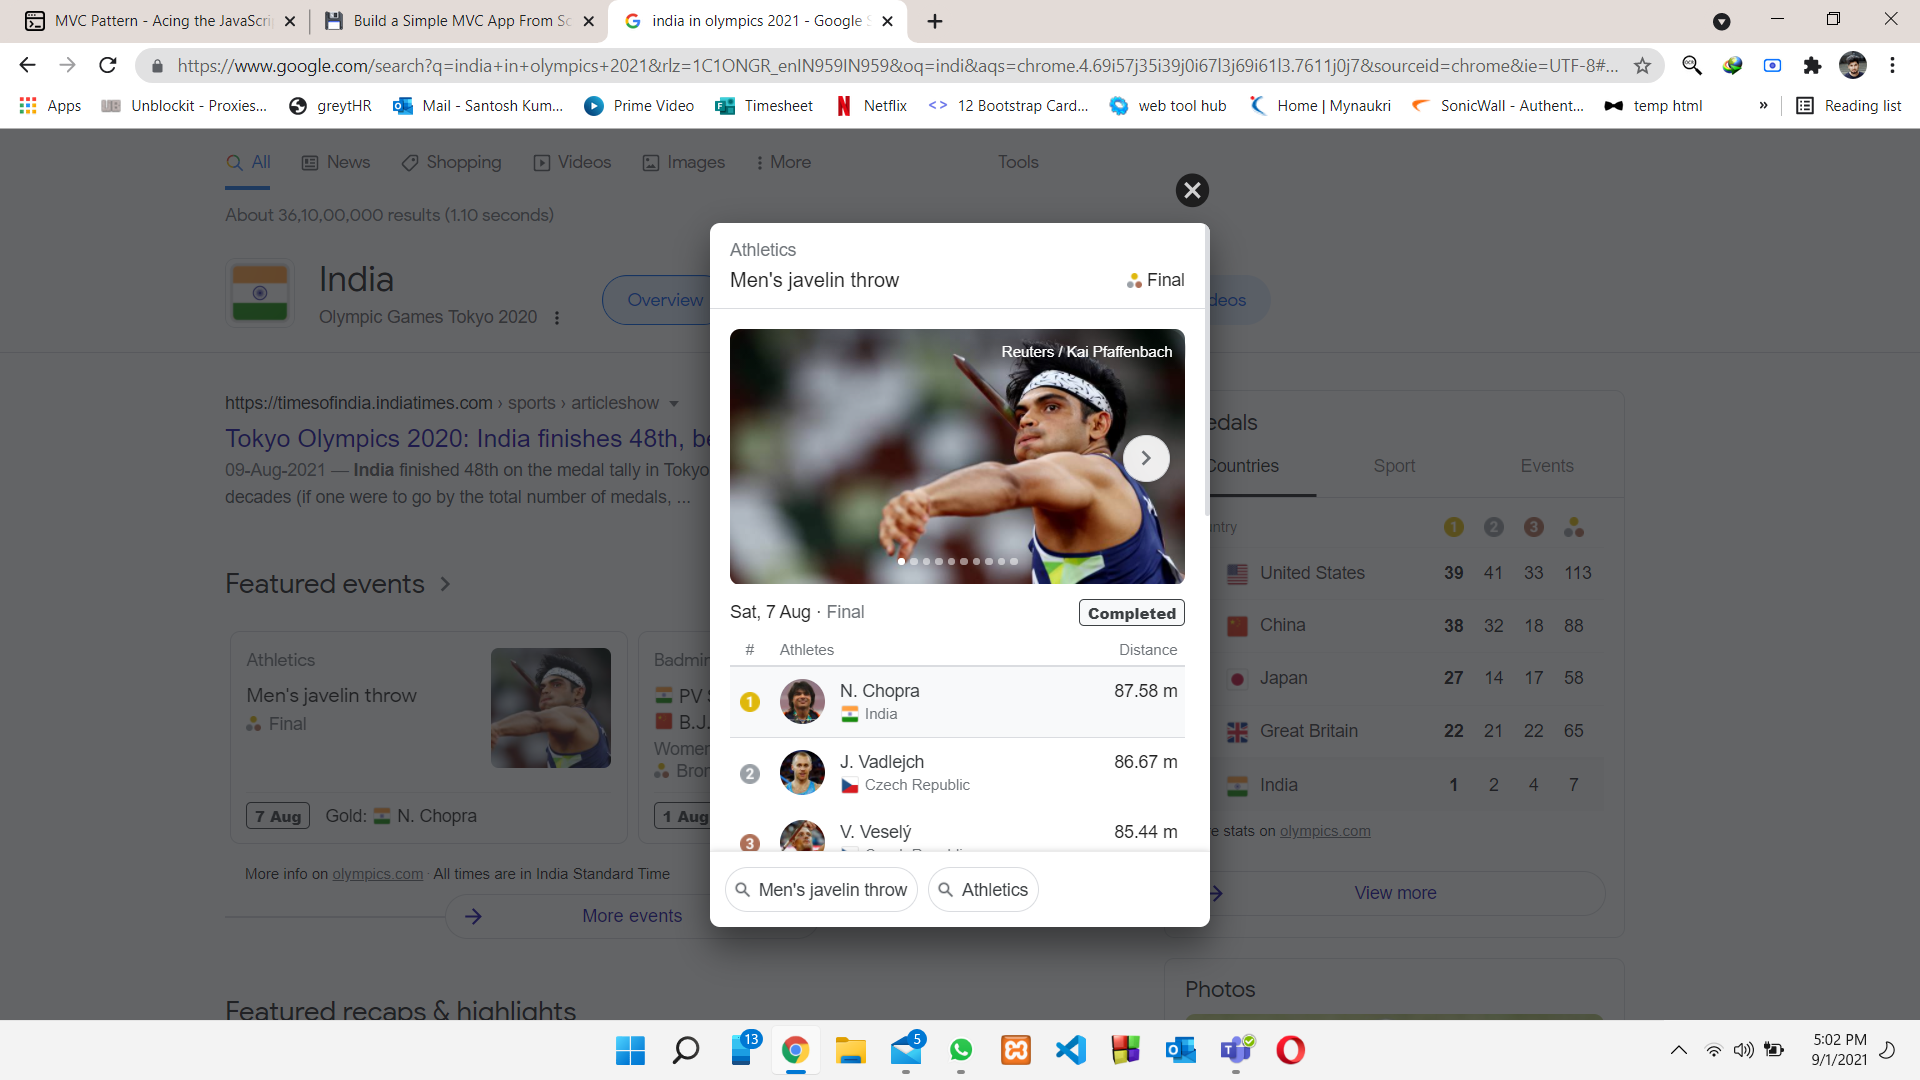 MVC Pattern - Acing the JavaScri
Build a Simple MVC App From Sc
india in olympics 2021 - Google S
https://www.google.com/search?q=india+in+olympics+2021&rlz=1C1ONGR_enIN959IN959&oq=indi&aqs=chrome.4.69i57j35i39j0i67l3j69i61l3.7611j0j7&sourceid=chrome&ie=UTF-8#...
Apps
UB Unblockit - Proxies...
greytHR
Mail - Santosh Kum...
Prime Video
Timesheet
Netflix
<> 12 Bootstrap Card...
web tool hub
Home | Mynaukri
SonicWall - Authent...
temp html
»
Reading list
All
News
Shopping
Videos
Images
More
Tools
About 36,10,00,000 results (1.10 seconds)
India
Olympic Games Tokyo 2020
Overview
deos
https://timesofindia.indiatimes.com › sports › articleshow
Tokyo Olympics 2020: India finishes 48th, be
09-Aug-2021 — India finished 48th on the medal tally in Tokyo
decades (if one were to go by the total number of medals, ...
Featured events
Athletics
Men's javelin throw
Final
7 Aug Gold: N. Chopra
Badmin
PV S
B.J.
Women
Bron
1 Aug
More info on olympics.com · All times are in India Standard Time
More events
Featured recaps & highlights
Athletics
Men's javelin throw
Final
Reuters / Kai Pfaffenbach
Sat, 7 Aug · Final
Completed
# Athletes Distance
1 N. Chopra 87.58 m
India
2 J. Vadlejch 86.67 m
Czech Republic
3 V. Veselý 85.44 m
Czech Republic
Men's javelin throw
Athletics
edals
Countries Sport Events
ntry 1 2 3
United States 39 41 33 113
China 38 32 18 88
Japan 27 14 17 58
Great Britain 22 21 22 65
India 1 2 4 7
e stats on olympics.com
View more
Photos
13
5
5:02 PM
9/1/2021